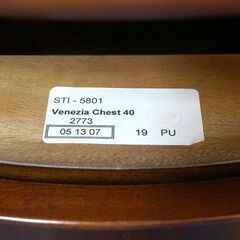 STI - 5801
Venezia Chest 40
2773
05 13 07 19 PU